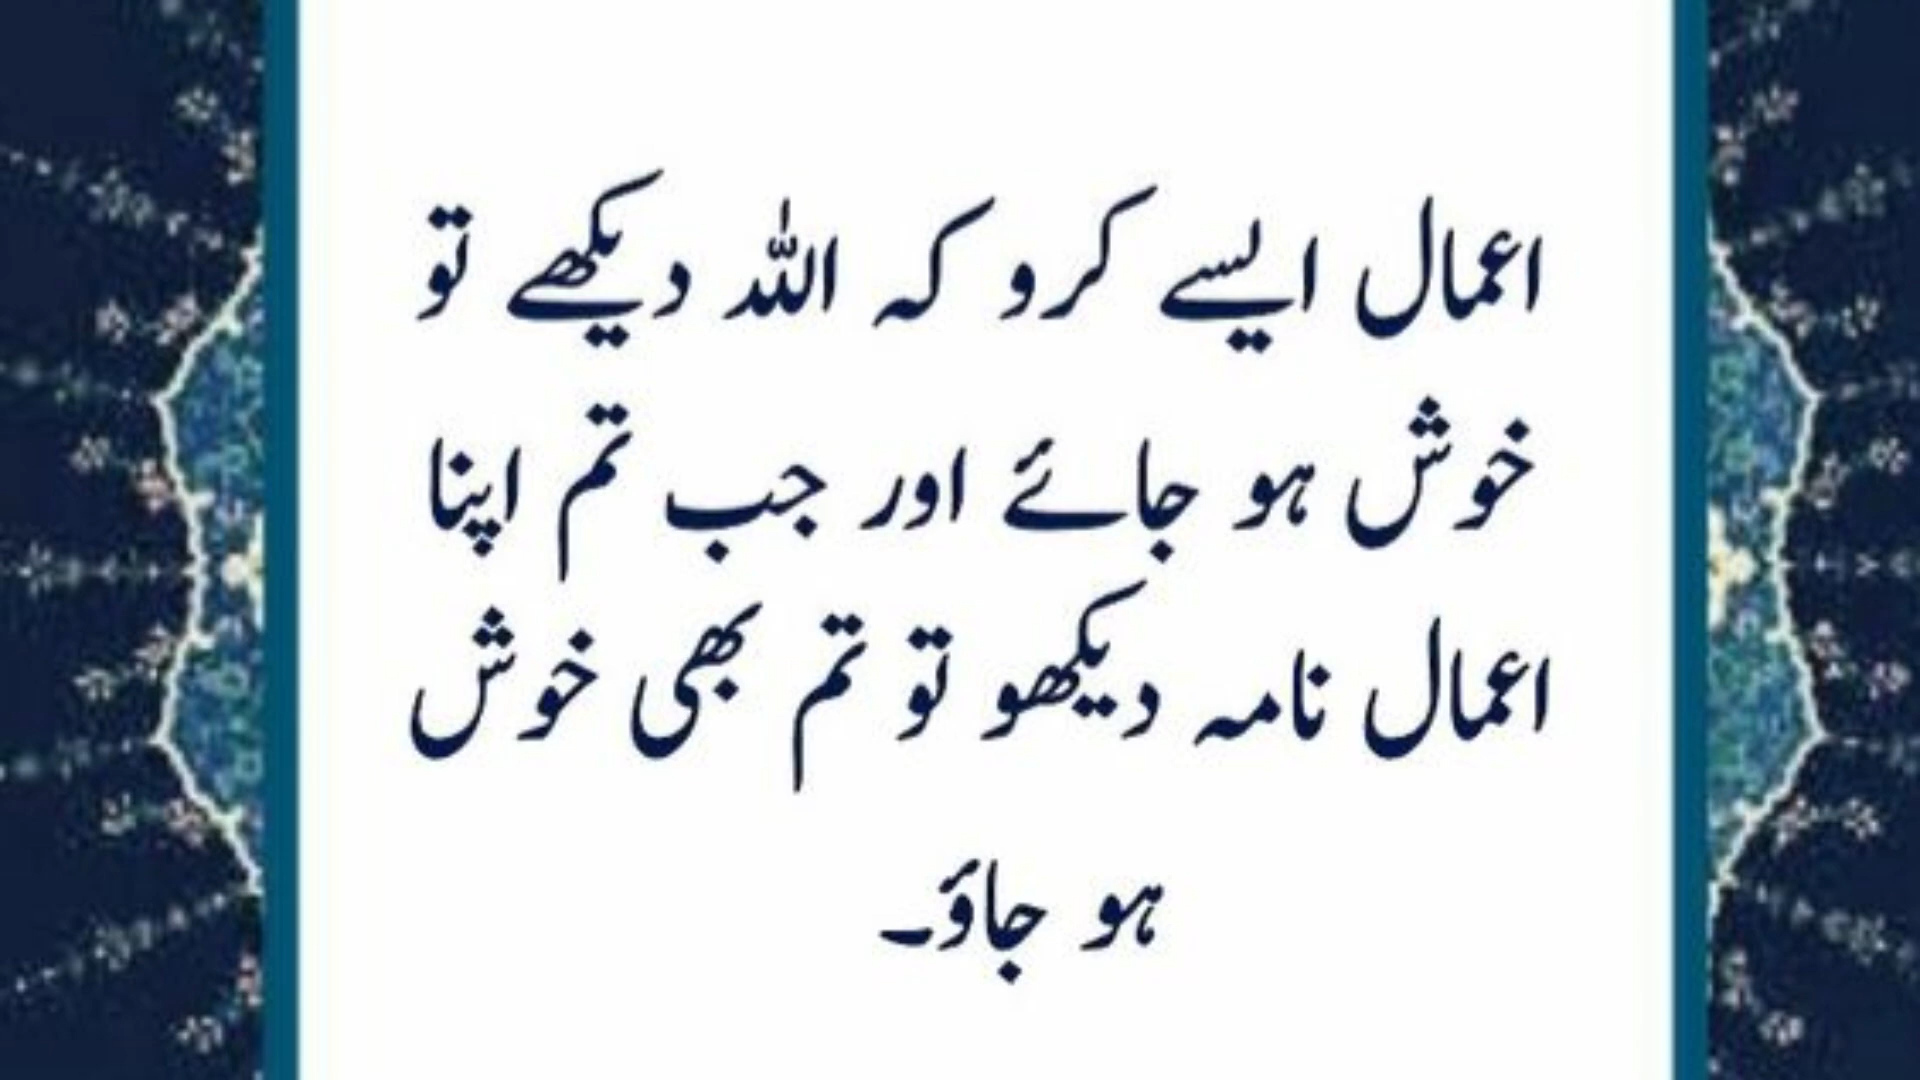 اعمال ایسے کرو کہ اللہ دیکھے تو
خوش ہو جائے اور جب تم اپنا
اعمال نامہ دیکھو تو تم بھی خوش
ہو جاؤ۔